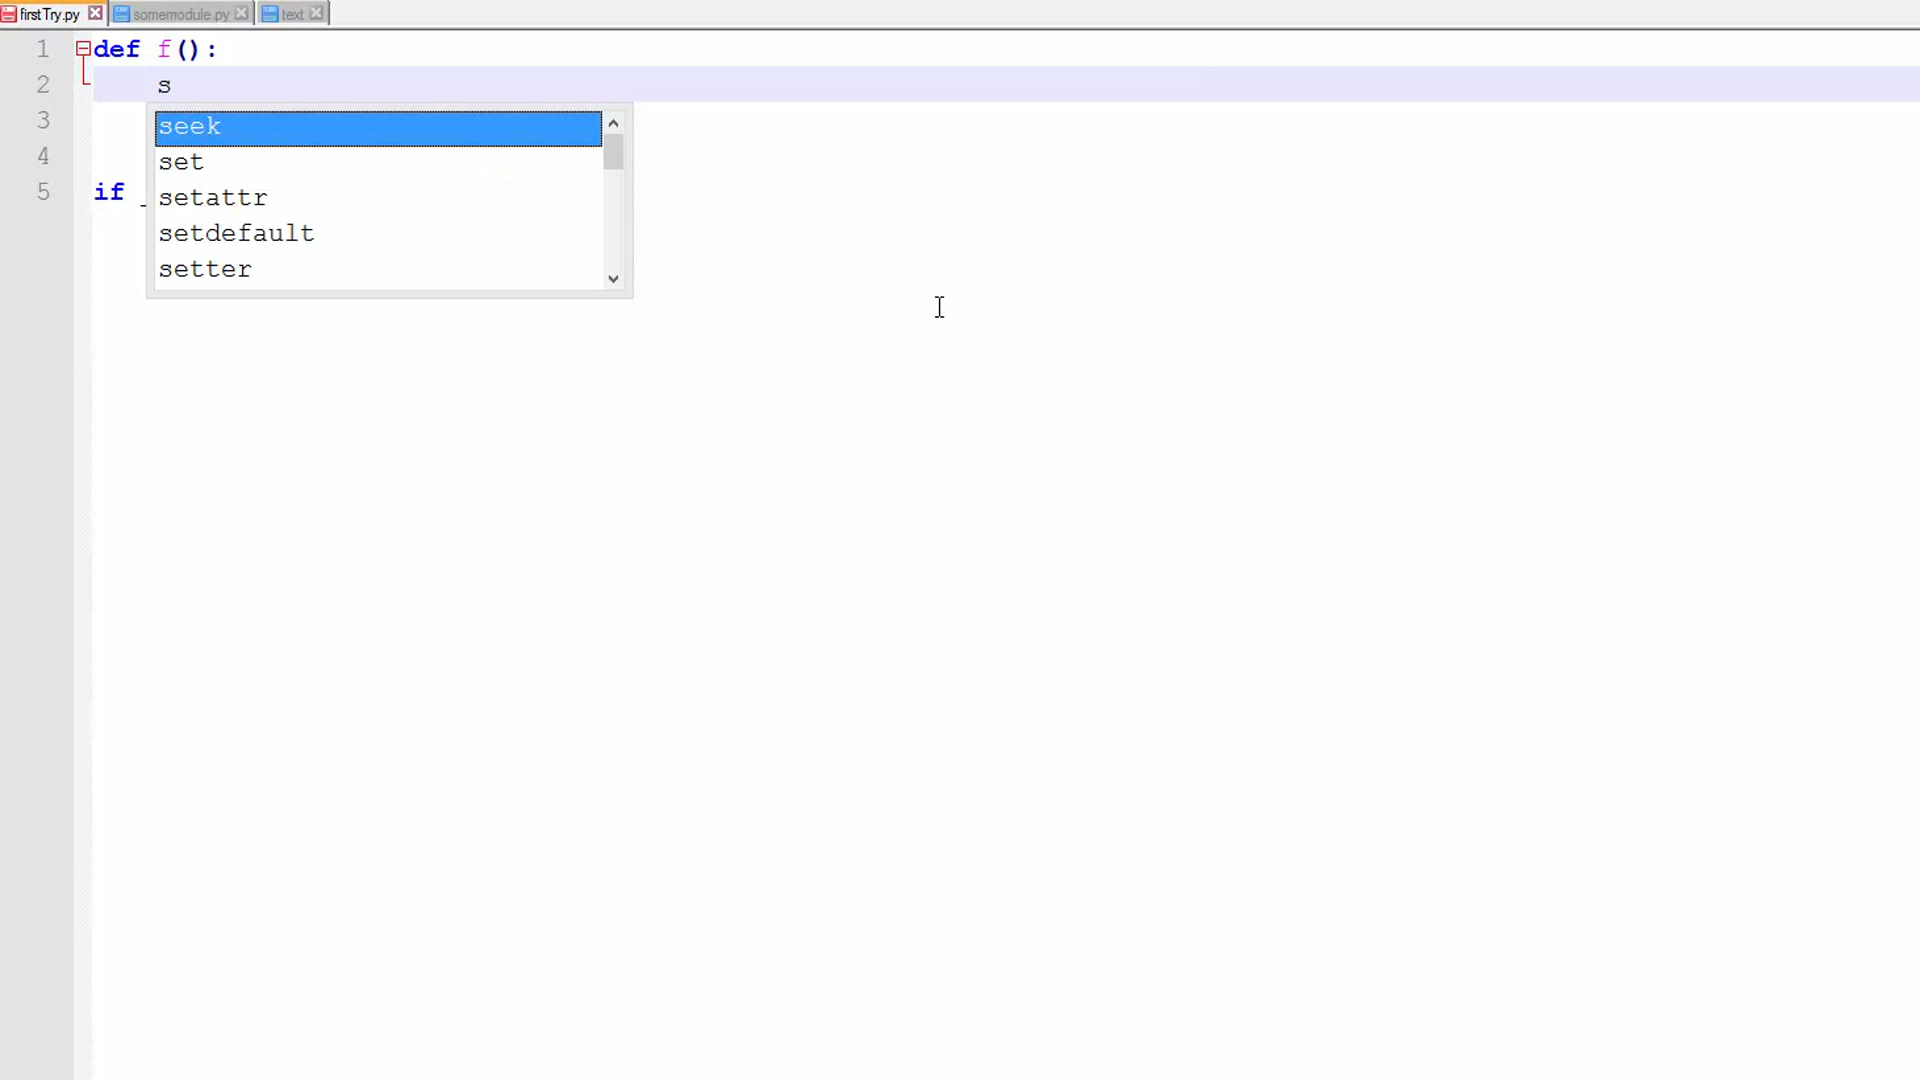 firstTry.py somemodule.py text
1 def f():
2 s
seek
3
set
4
setattr
5 if _
setdefault
setter